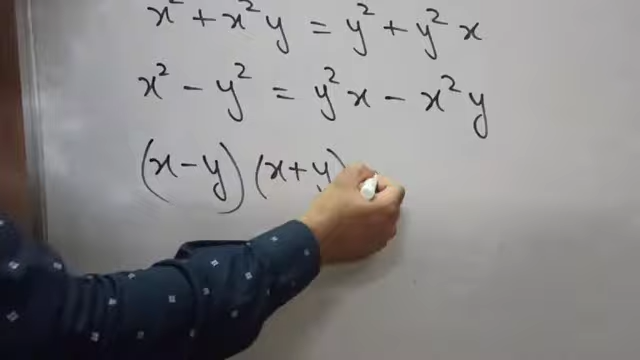 x² + x²y = y² + y²x
x² - y² = y²x - x²y
(x-y)(x+y)